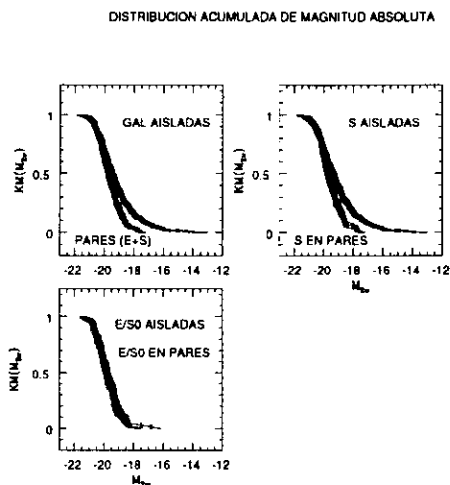 DISTRIBUCION ACUMULADA DE MAGNITUD ABSOLUTA
GAL AISLADAS
PARES (E+S)
1
0.5
0
-22 -20 -18 -16 -14 -12
S AISLADAS
S EN PARES
1
0.5
0
-22 -20 -18 -16 -14 -12
E/S0 AISLADAS
E/S0 EN PARES
1
0.5
0
-22 -20 -18 -16 -14 -12